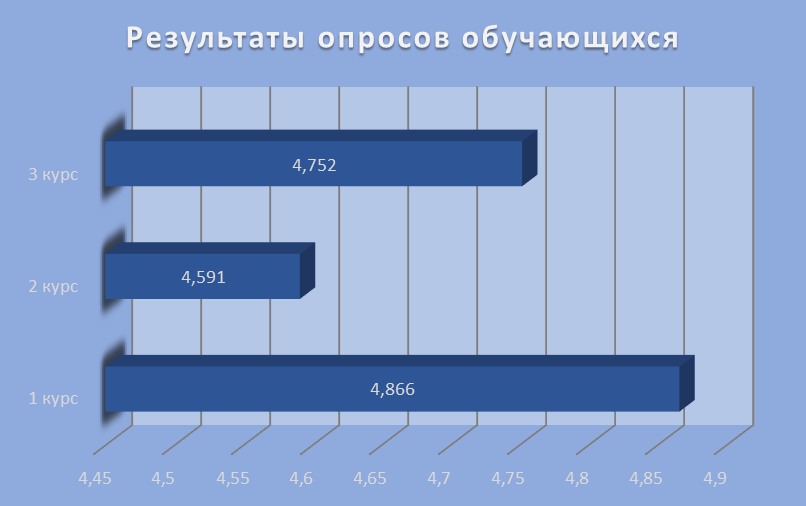 Результаты опросов обучающихся
3 курс
4,752
2 курс
4,591
1 курс
4,866
4,45 4,5 4,55 4,6 4,65 4,7 4,75 4,8 4,85 4,9